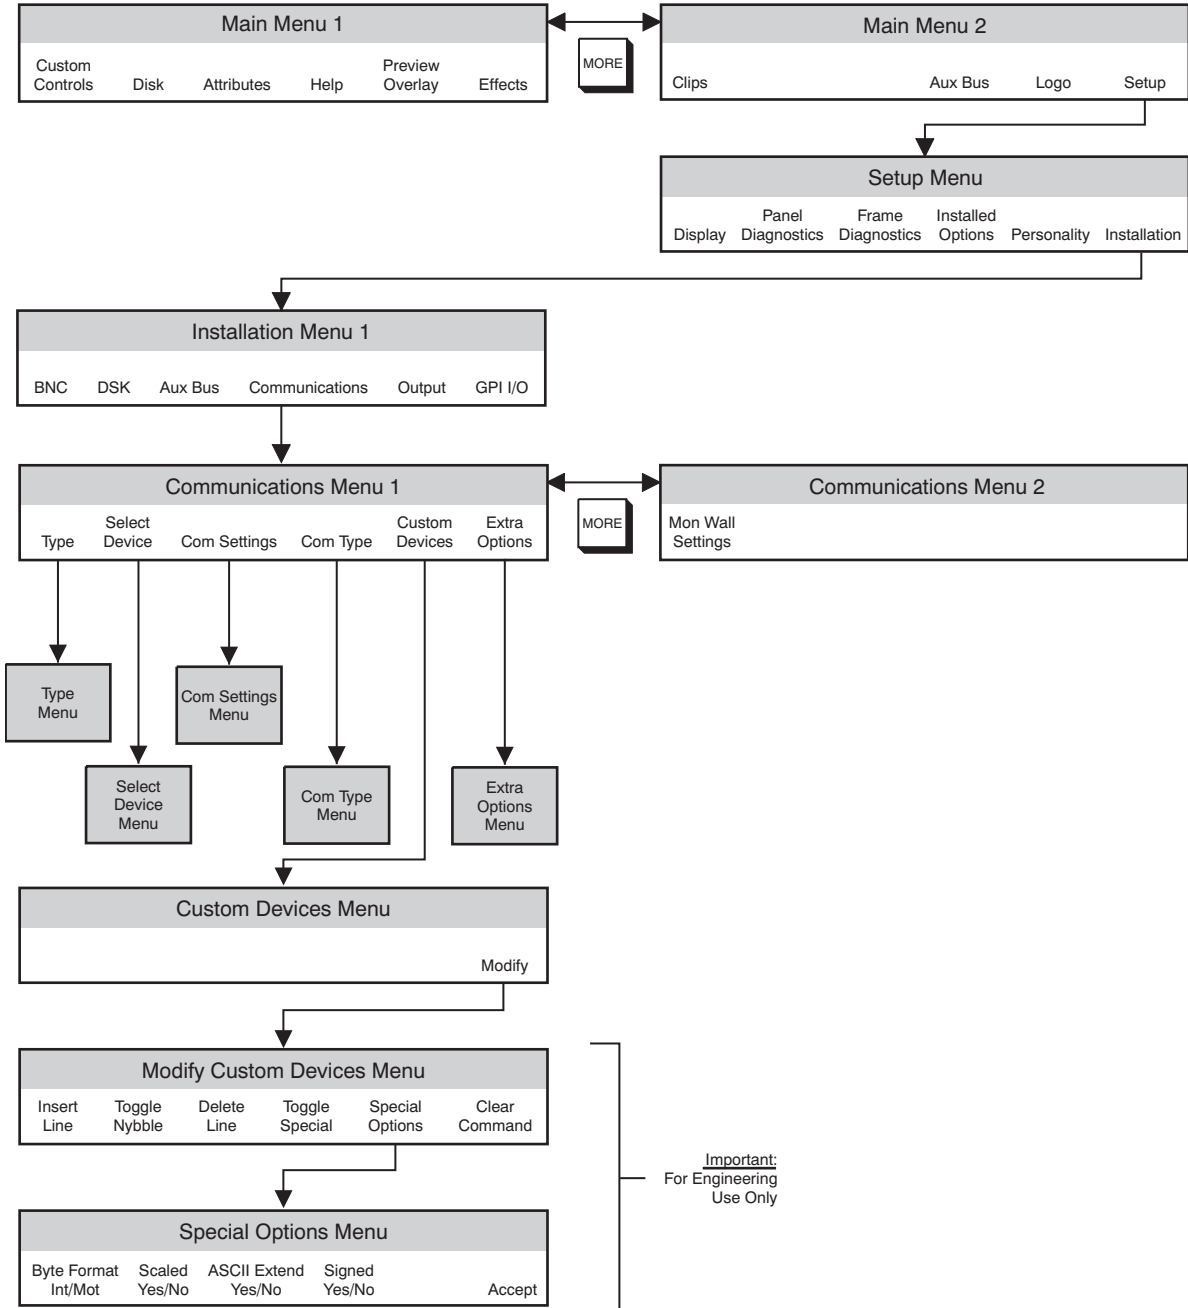 Main Menu 1
Custom
Controls
Disk
Attributes
Help
Preview
Overlay
Effects
MORE
Main Menu 2
Clips
Aux Bus
Logo
Setup
Setup Menu
Display
Panel
Diagnostics
Frame
Diagnostics
Installed
Options
Personality
Installation
Installation Menu 1
BNC
DSK
Aux Bus
Communications
Output
GPI I/O
Communications Menu 1
Type
Select
Device
Com Settings
Com Type
Custom
Devices
Extra
Options
MORE
Communications Menu 2
Mon Wall
Settings
Type
Menu
Com Settings
Menu
Select
Device
Menu
Com Type
Menu
Extra
Options
Menu
Custom Devices Menu
Modify
Modify Custom Devices Menu
Insert
Line
Toggle
Nybble
Delete
Line
Toggle
Special
Special
Options
Clear
Command
Important:
For Engineering
Use Only
Special Options Menu
Byte Format
Int/Mot
Scaled
Yes/No
ASCII Extend
Yes/No
Signed
Yes/No
Accept